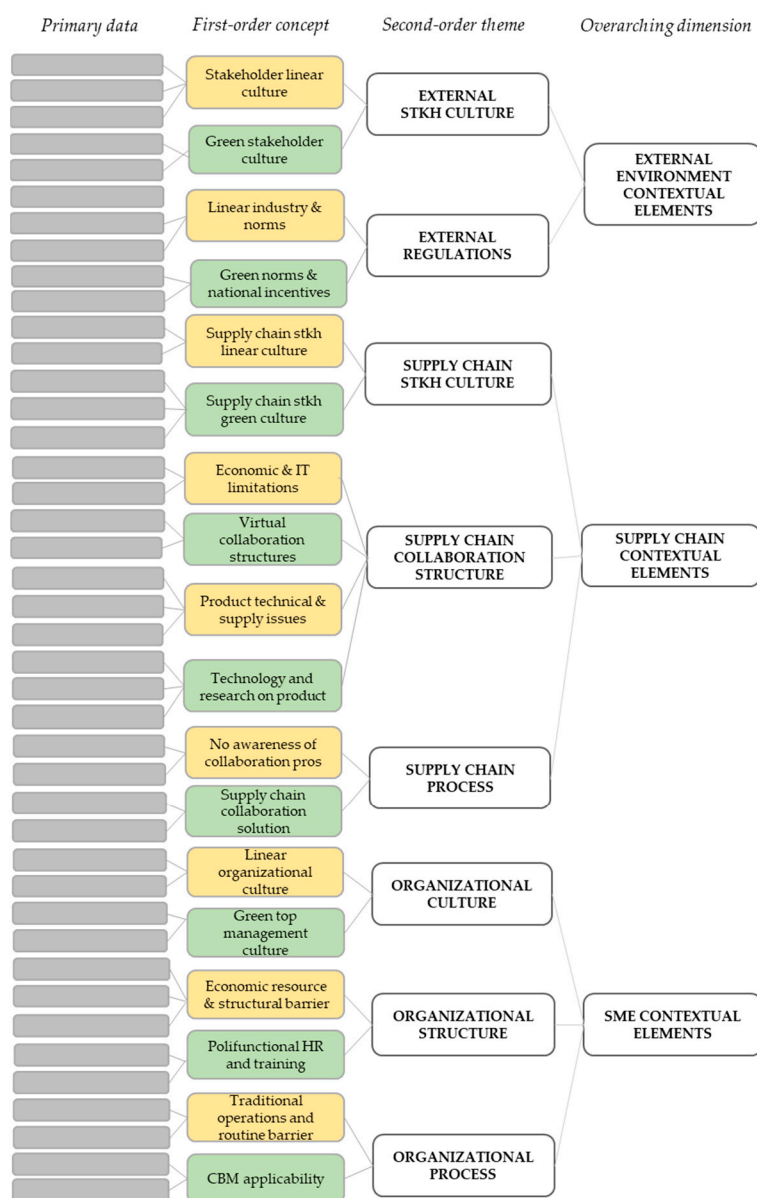 Primary data
First-order concept
Second-order theme
Overarching dimension
Stakeholder linear
culture
Green stakeholder
culture
Linear industry &
norms
Green norms &
national incentives
Supply chain stkh
linear culture
Supply chain stkh
green culture
Economic & IT
limitations
Virtual
collaboration
structures
Product technical &
supply issues
Technology and
research on product
No awareness of
collaboration pros
Supply chain
collaboration
solution
Linear
organizational
culture
Green top
management
culture
Economic resource
& structural barrier
Polifunctional HR
and training
Traditional
operations and
routine barrier
CBM applicability
EXTERNAL
STKH CULTURE
EXTERNAL
REGULATIONS
SUPPLY CHAIN
STKH CULTURE
SUPPLY CHAIN
COLLABORATION
STRUCTURE
SUPPLY CHAIN
PROCESS
ORGANIZATIONAL
CULTURE
ORGANIZATIONAL
STRUCTURE
ORGANIZATIONAL
PROCESS
EXTERNAL
ENVIRONMENT
CONTEXTUAL
ELEMENTS
SUPPLY CHAIN
CONTEXTUAL
ELEMENTS
SME CONTEXTUAL
ELEMENTS